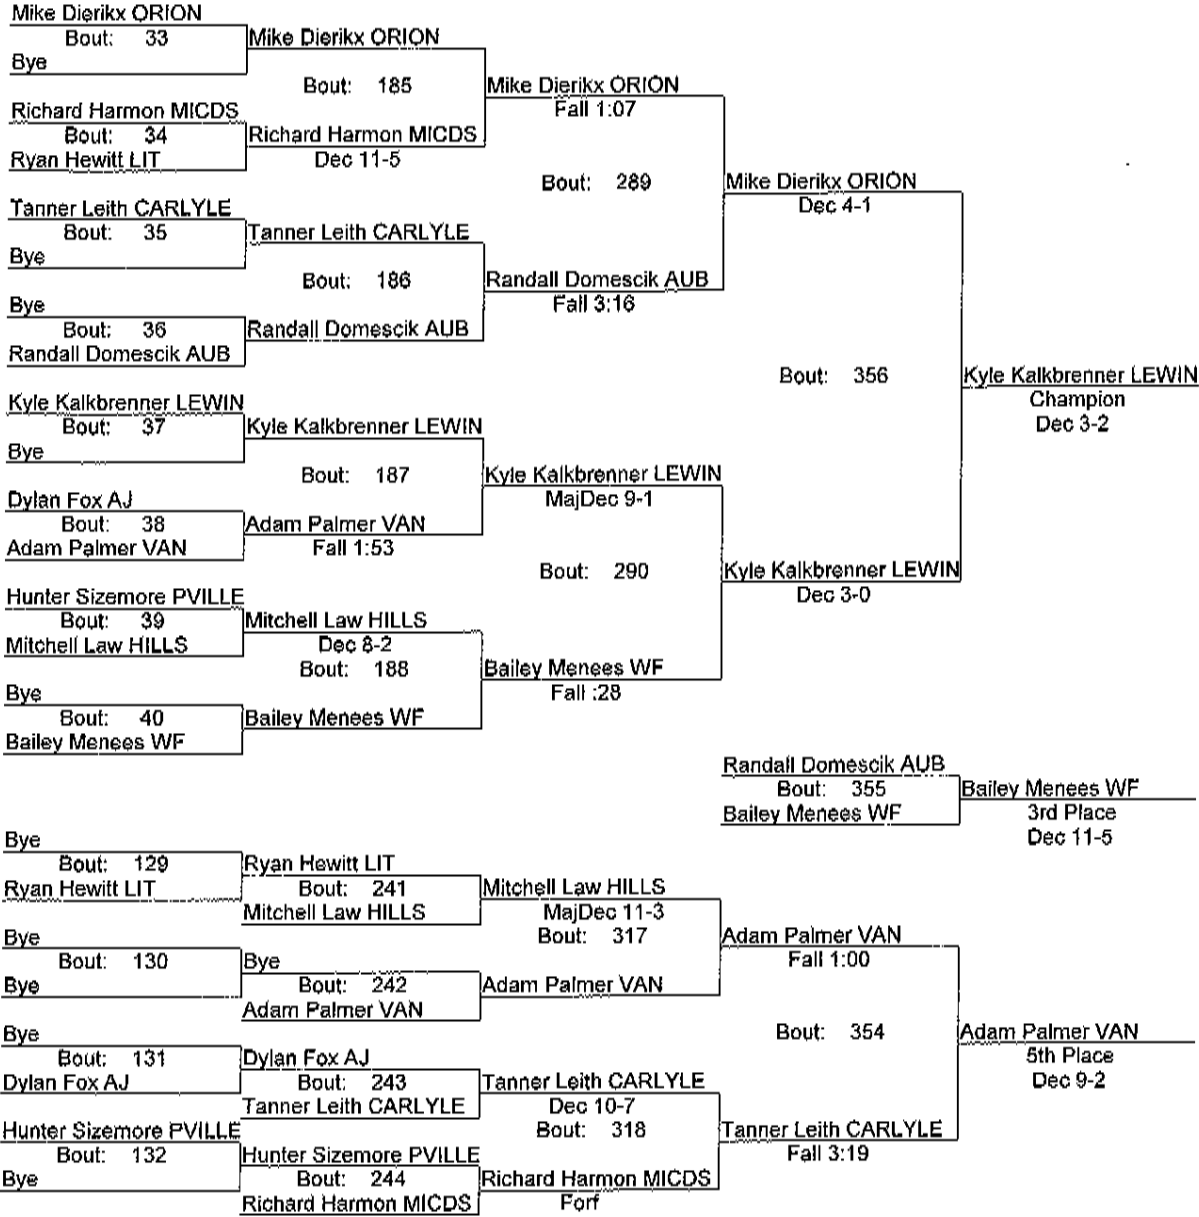 Mike Dierikx ORION
Bout: 33
Mike Dierikx ORION
Bye
Bout: 185
Mike Dierikx ORION
Fall 1:07
Richard Harmon MICDS
Bout: 34
Richard Harmon MICDS
Ryan Hewitt LIT
Dec 11-5
Bout: 289
Mike Dierikx ORION
Dec 4-1
Tanner Leith CARLYLE
Bout: 35
Tanner Leith CARLYLE
Bye
Bout: 186
Randall Domescik AUB
Fall 3:16
Bye
Bout: 36
Randall Domescik AUB
Randall Domescik AUB
Bout: 356
Kyle Kalkbrenner LEWIN
Champion
Dec 3-2
Kyle Kalkbrenner LEWIN
Bout: 37
Kyle Kalkbrenner LEWIN
Bye
Bout: 187
Kyle Kalkbrenner LEWIN
MajDec 9-1
Dylan Fox AJ
Bout: 38
Adam Palmer VAN
Adam Palmer VAN
Fall 1:53
Bout: 290
Kyle Kalkbrenner LEWIN
Dec 3-0
Hunter Sizemore PVILLE
Bout: 39
Mitchell Law HILLS
Mitchell Law HILLS
Dec 8-2
Bout: 188
Bailey Menees WF
Fall :28
Bye
Bout: 40
Bailey Menees WF
Bailey Menees WF
Randall Domescik AUB
Bout: 355
Bailey Menees WF
Bailey Menees WF
3rd Place
Dec 11-5
Bye
Bout: 129
Ryan Hewitt LIT
Ryan Hewitt LIT
Bout: 241
Mitchell Law HILLS
Mitchell Law HILLS
MajDec 11-3
Bout: 317
Adam Palmer VAN
Fall 1:00
Bye
Bout: 130
Bye
Bye
Bout: 242
Adam Palmer VAN
Adam Palmer VAN
Bout: 354
Adam Palmer VAN
5th Place
Dec 9-2
Bye
Bout: 131
Dylan Fox AJ
Dylan Fox AJ
Bout: 243
Tanner Leith CARLYLE
Tanner Leith CARLYLE
Dec 10-7
Bout: 318
Tanner Leith CARLYLE
Fall 3:19
Hunter Sizemore PVILLE
Bout: 132
Bye
Hunter Sizemore PVILLE
Bout: 244
Richard Harmon MICDS
Richard Harmon MICDS
Forf